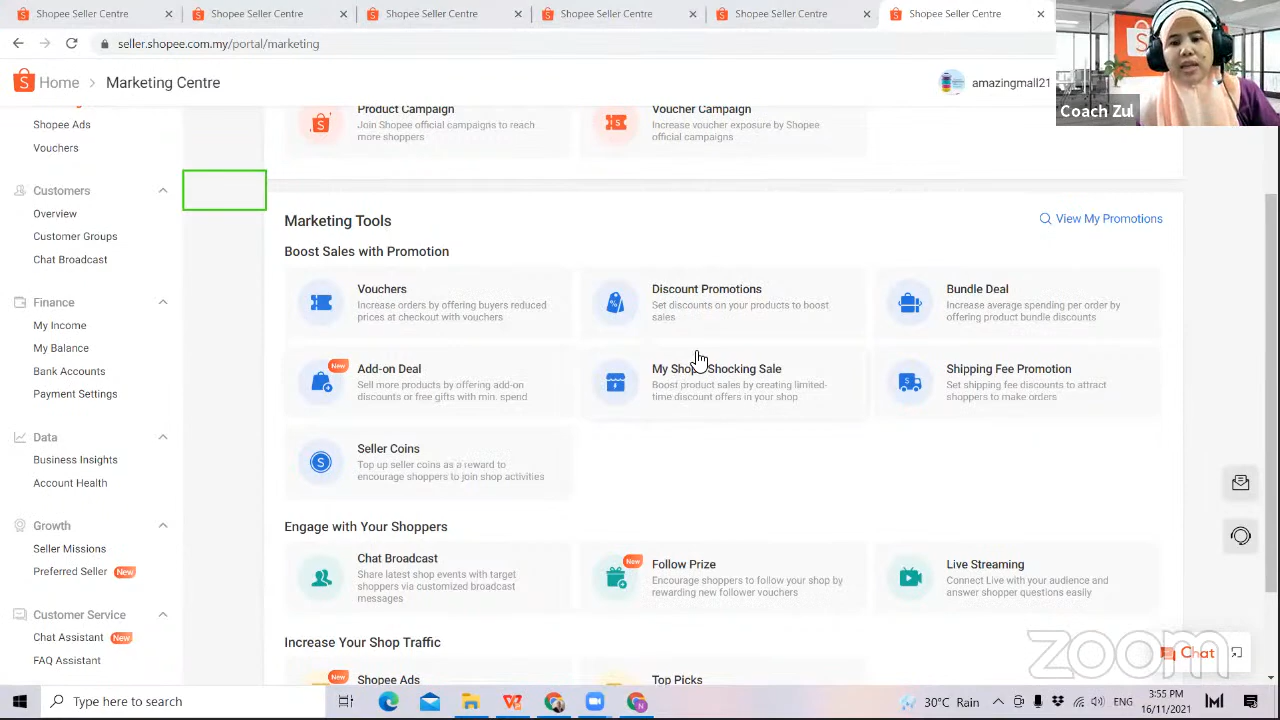 Shopee Seller Centre
Shopee Seller Centre
Shopee Seller Centre
Shopee Seller Centre
Shopee Seller Centre
Shopee Seller Centre
seller.shopee.com.my/portal/marketing
Home > Marketing Centre
amazingmall21
Coach Zul
Shopee Ads
Vouchers
Customers
Overview
Customer Groups
Chat Broadcast
Finance
My Income
My Balance
Bank Accounts
Payment Settings
Data
Business Insights
Account Health
Growth
Seller Missions
Preferred Seller New
Customer Service
Chat Assistant New
FAQ Assistant
Product Campaign
Join Shopee official campaigns to reach
more shoppers
Voucher Campaign
Increase voucher exposure by Shopee
official campaigns
Marketing Tools
View My Promotions
Boost Sales with Promotion
Vouchers
Increase orders by offering buyers reduced
prices at checkout with vouchers
Discount Promotions
Set discounts on your products to boost
sales
Bundle Deal
Increase average spending per order by
offering product bundle discounts
New
Add-on Deal
Sell more products by offering add-on
discounts or free gifts with min. spend
My Shop Shocking Sale
Boost product sales by creating limited-
time discount offers in your shop
Shipping Fee Promotion
Set shipping fee discounts to attract
shoppers to make orders
Seller Coins
Top up seller coins as a reward to
encourage shoppers to join shop activities
Engage with Your Shoppers
Chat Broadcast
Share latest shop events with target
shoppers via customized broadcast
messages
New
Follow Prize
Encourage shoppers to follow your shop by
rewarding new follower vouchers
Live Streaming
Connect Live with your audience and
answer shopper questions easily
Increase Your Shop Traffic
New
Shopee Ads
Top Picks
zoom
Chat
Type here to search
30°C Rain
3:55 PM
16/11/2021